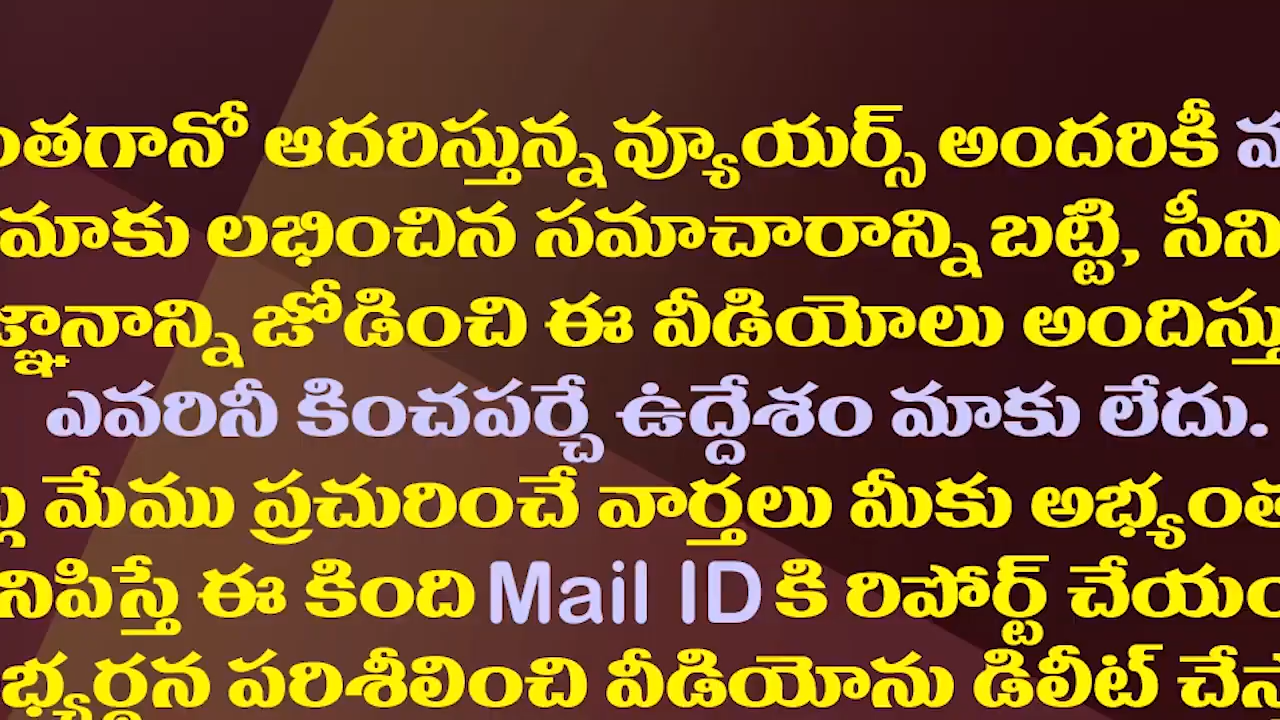 ంతగానో ఆదరిస్తున్న వ్యూయర్స్ అందరికీ
మాకు లభించిన సమాచారాన్ని బట్టి, సీని
జ్ఞానాన్ని జోడించి ఈ వీడియోలు అందిస్తు
ఎవరినీ కించపర్చే ఉద్దేశం మాకు లేదు.
మేము ప్రచురించే వార్తలు మీకు అభ్యంత
నిపిస్తే ఈ కింది Mail ID కి రిపోర్ట్ చేయం
భ్యర్థన పరిశీలించి వీడియోను డిలీట్ చేస